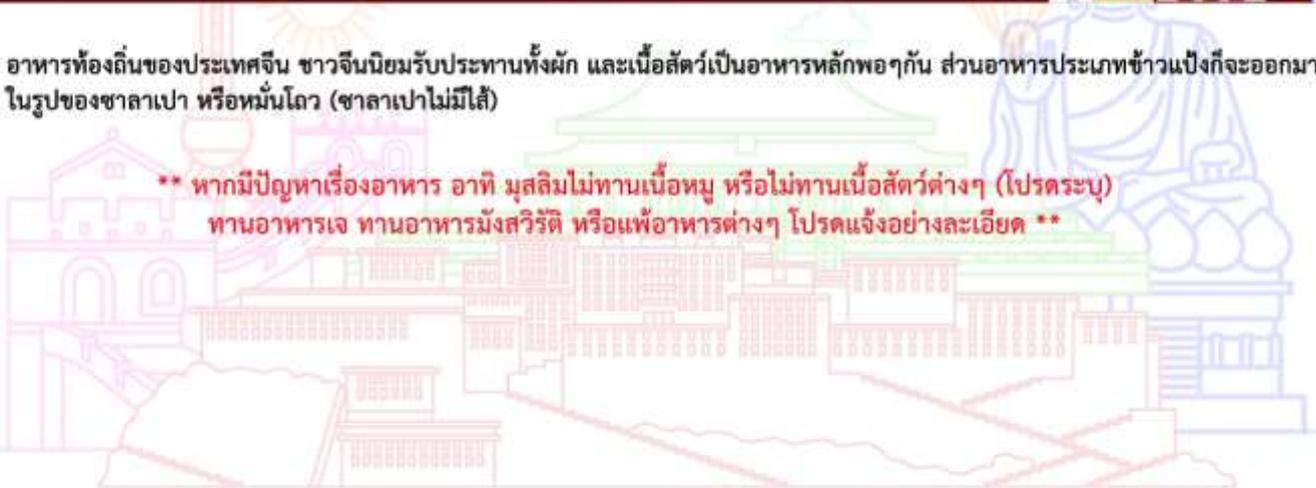 อาหารท้องถิ่นของประเทศจีน ชาวจีนนิยมรับประทานทั้งผัก และเนื้อสัตว์เป็นอาหารหลักพอๆกัน ส่วนอาหารประเภทข้าวแป้งก็จะออกมา
ในรูปของซาลาเปา หรือหมั่นโถว (ซาลาเปาไม่มีไส้)
** หากมีปัญหาเรื่องอาหาร อาทิ มุสลิมไม่ทานเนื้อหมู หรือไม่ทานเนื้อสัตว์ต่างๆ (โปรดระบุ)
ทานอาหารเจ ทานอาหารมังสวิรัติ หรือแพ้อาหารต่างๆ โปรดแจ้งอย่างละเอียด **